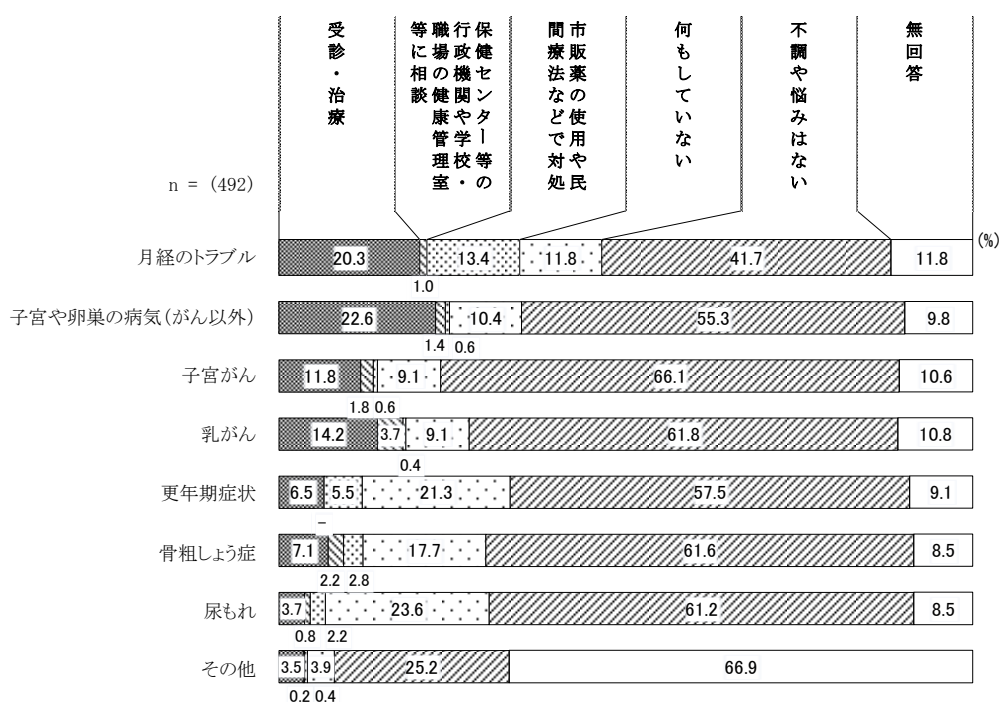 受診・治療
保健センター等の
行政機関や学校・
職場の健康管理室
等に相談
市販薬の使用や民
間療法などで対処
何もしていない
不調や悩みはない
無回答
n = (492)
(%)
月経のトラブル 20.3 13.4 11.8 41.7 11.8
1.0
子宮や卵巣の病気(がん以外) 22.6 10.4 55.3 9.8
1.4 0.6
子宮がん 11.8 9.1 66.1 10.6
1.8 0.6
乳がん 14.2 3.7 9.1 61.8 10.8
0.4
更年期症状 6.5 5.5 21.3 57.5 9.1
-
骨粗しょう症 7.1 17.7 61.6 8.5
2.2 2.8
尿もれ 3.7 23.6 61.2 8.5
0.8 2.2
その他 3.5 3.9 25.2 66.9
0.2 0.4